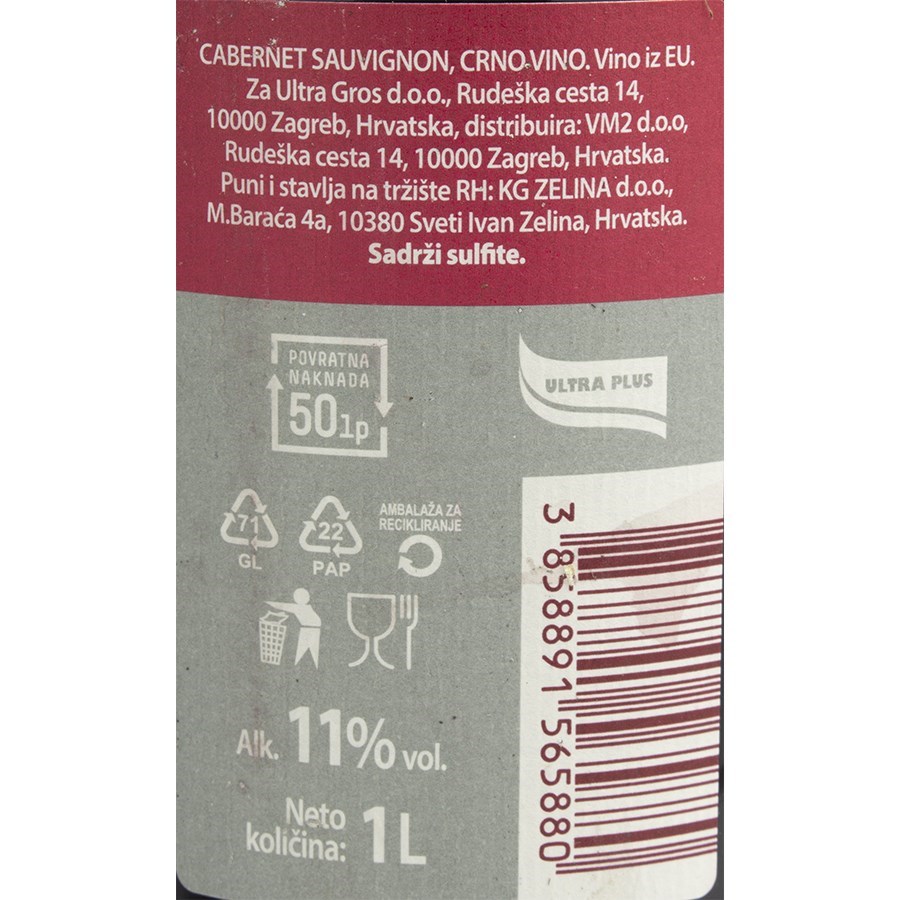 CABERNET SAUVIGNON, CRNO VINO. Vino iz EU.
Za Ultra Gros d.o.o., Rudeška cesta 14,
10000 Zagreb, Hrvatska, distribuira: VM2 d.o.o,
Rudeška cesta 14, 10000 Zagreb, Hrvatska.
Puni i stavlja na tržište RH: KG ZELINA d.o.o.,
M.Baraća 4a, 10380 Sveti Ivan Zelina, Hrvatska.
Sadrži sulfite.
POVRATNA
NAKNADA
50lp
ULTRA PLUS
71
GL
22
PAP
AMBALAŽA ZA
RECIKLIRANJE
Alk. 11% vol.
Neto
količina: 1 L
3 858891 565880